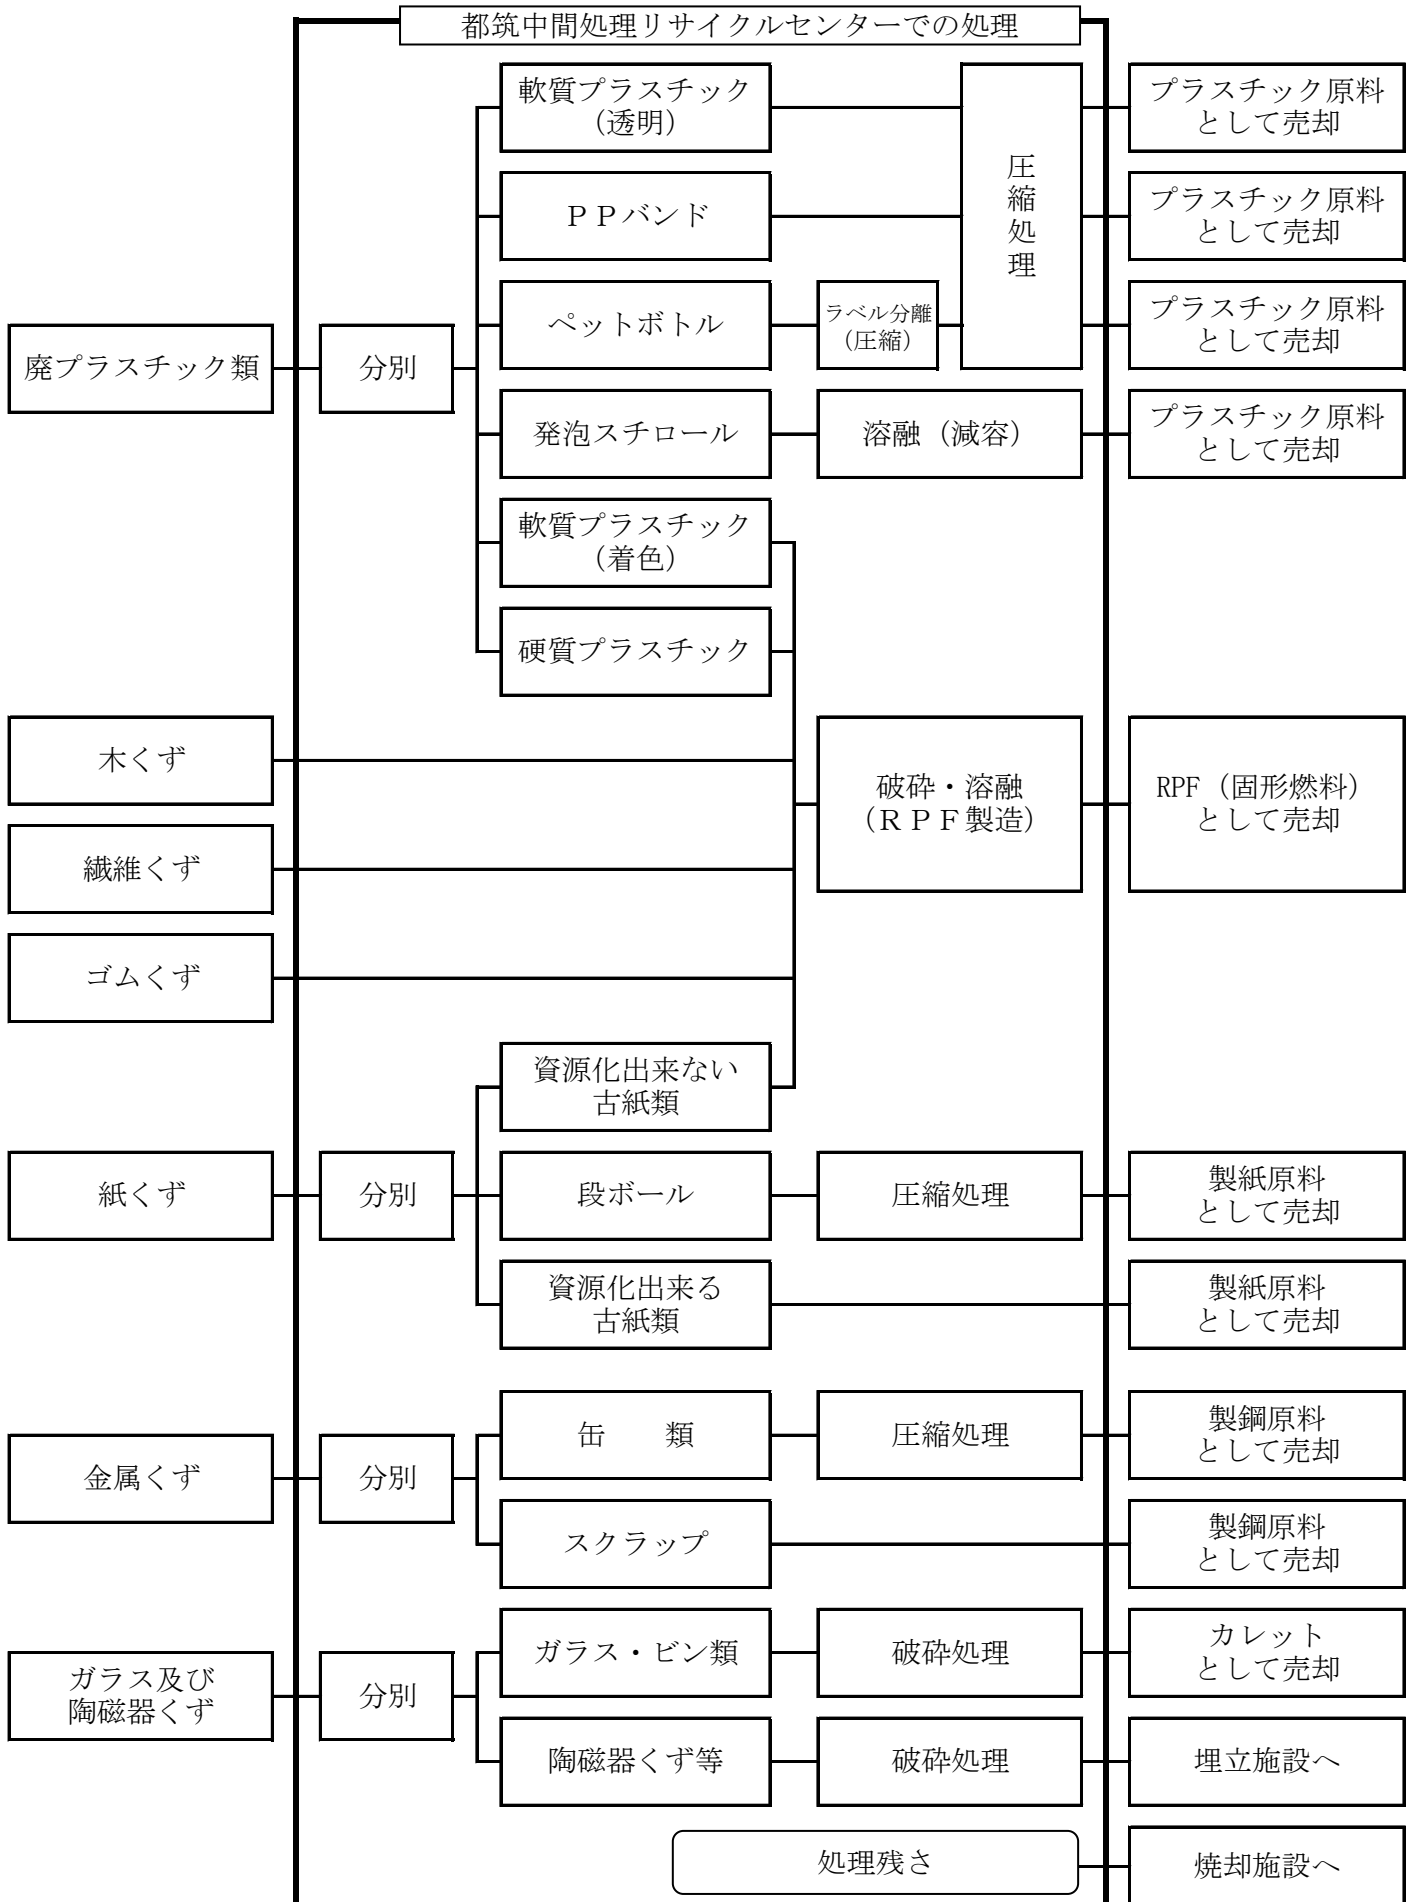 都筑中間処理リサイクルセンターでの処理
軟質プラスチック
（透明）
プラスチック原料
として売却
圧縮処理
ＰＰバンド
プラスチック原料
として売却
ペットボトル
ラベル分離
（圧縮）
プラスチック原料
として売却
廃プラスチック類
分別
発泡スチロール
溶融（減容）
プラスチック原料
として売却
軟質プラスチック
（着色）
硬質プラスチック
木くず
破砕・溶融
（ＲＰＦ製造）
RPF（固形燃料）
として売却
繊維くず
ゴムくず
資源化出来ない
古紙類
紙くず
分別
段ボール
圧縮処理
製紙原料
として売却
資源化出来る
古紙類
製紙原料
として売却
缶　　類
圧縮処理
製鋼原料
として売却
金属くず
分別
スクラップ
製鋼原料
として売却
ガラス・ビン類
破砕処理
カレット
として売却
ガラス及び
陶磁器くず
分別
陶磁器くず等
破砕処理
埋立施設へ
処理残さ
焼却施設へ